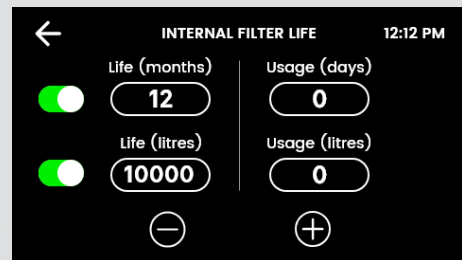 INTERNAL FILTER LIFE 12:12 PM
Life (months) Usage (days)
12 0
Life (litres) Usage (litres)
10000 0